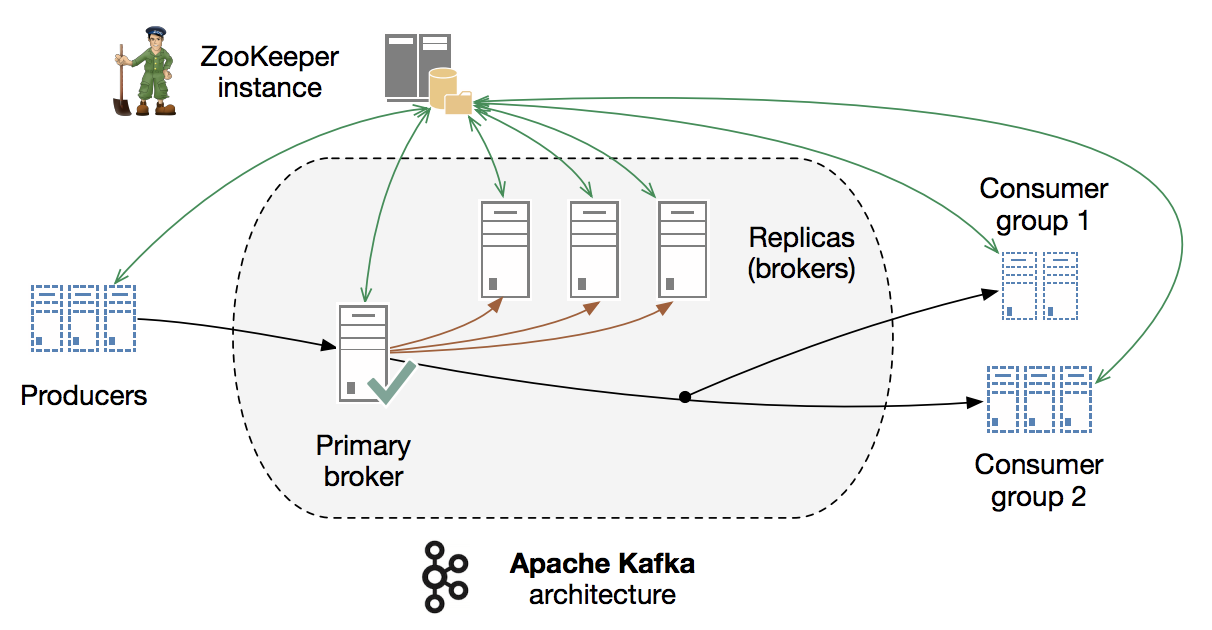 ZooKeeper
instance
Consumer
group 1
Replicas
(brokers)
Producers
Primary
broker
Consumer
group 2
Apache Kafka
architecture